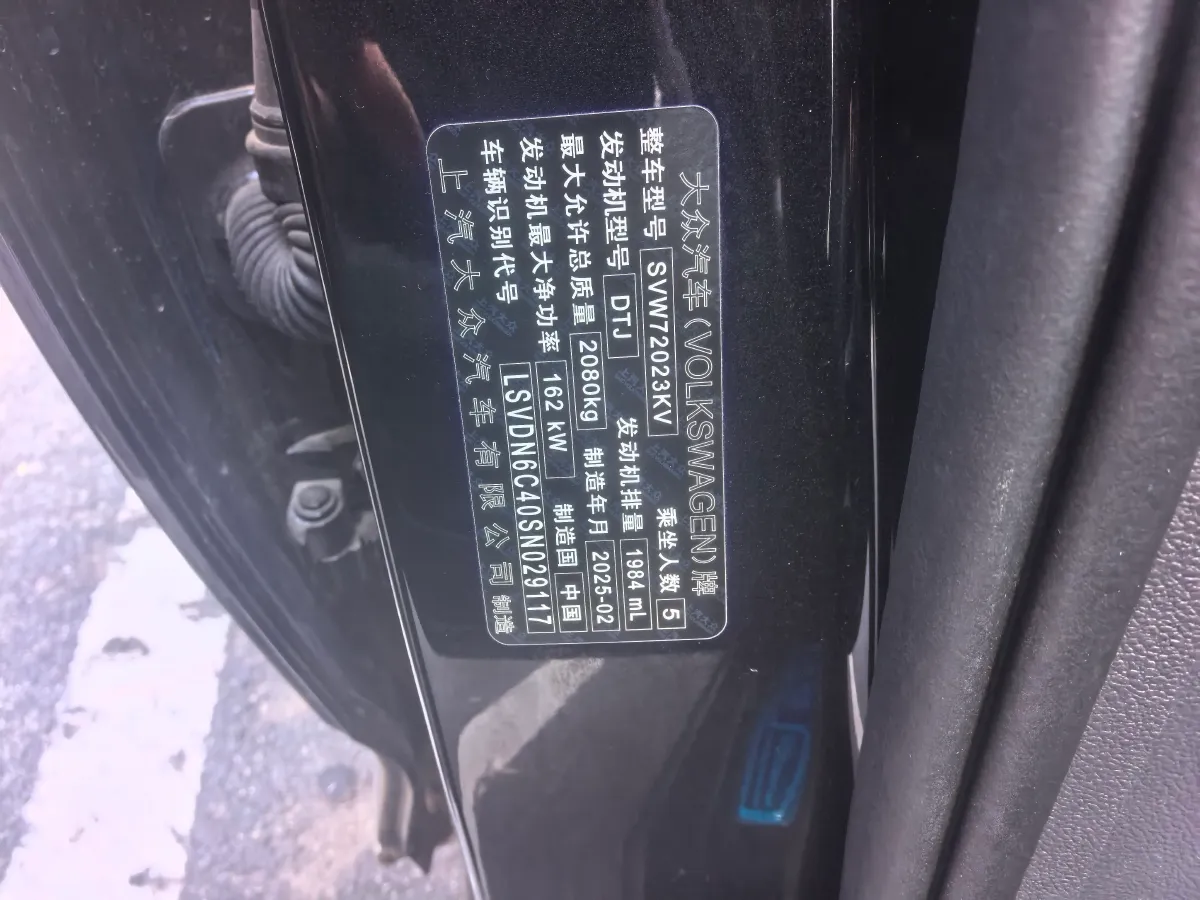 大众汽车(VOLKSWAGEN)牌
整车型号 SVW72023KV 乘坐人数 5
发动机型号 DTJ 发动机排量 1984 mL
最大允许总质量 2080kg 制造年月 2025-02
发动机最大净功率 162 kW 制造国 中国
车辆识别代号 LSVDN6C40SN029117
上汽大众汽车有限公司 制造